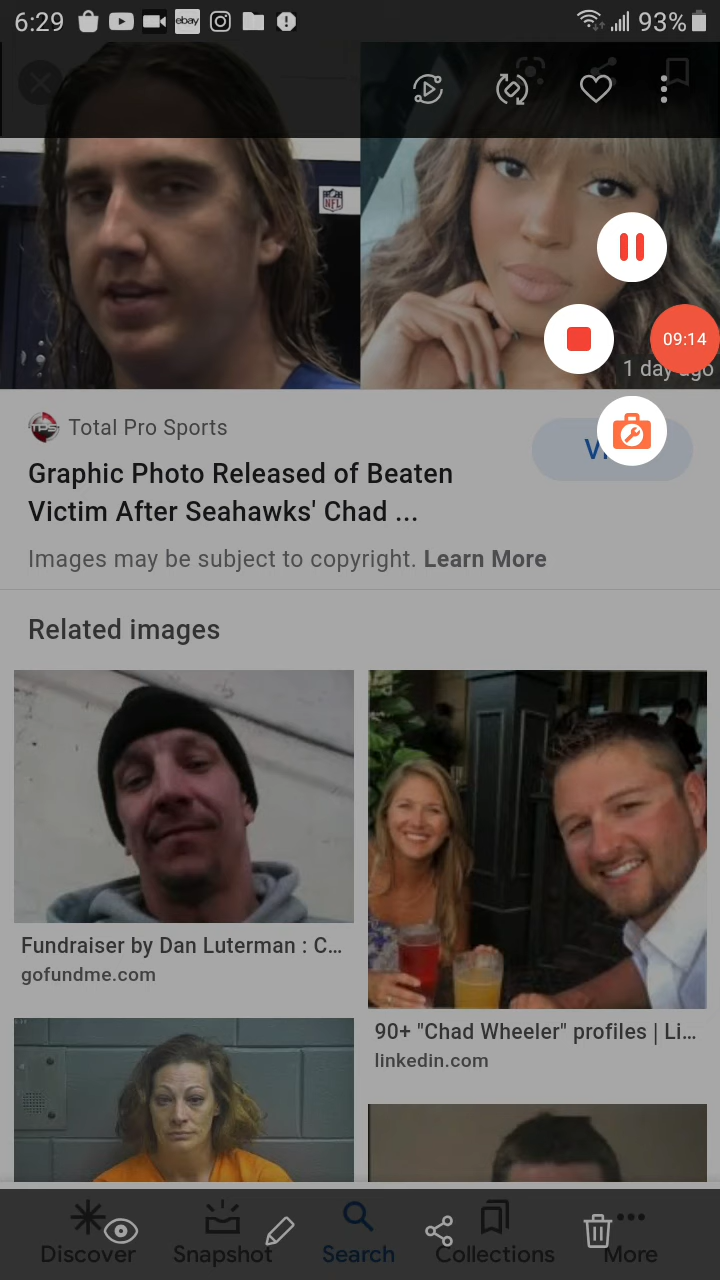 6:29
ebay
93%
NFL
09:14
1 day ago
TPS
Total Pro Sports
Graphic Photo Released of Beaten
Victim After Seahawks' Chad ...
Images may be subject to copyright. Learn More
Related images
Fundraiser by Dan Luterman : C...
gofundme.com
90+ "Chad Wheeler" profiles | Li...
linkedin.com
Discover
Snapshot
Search
Collections
More